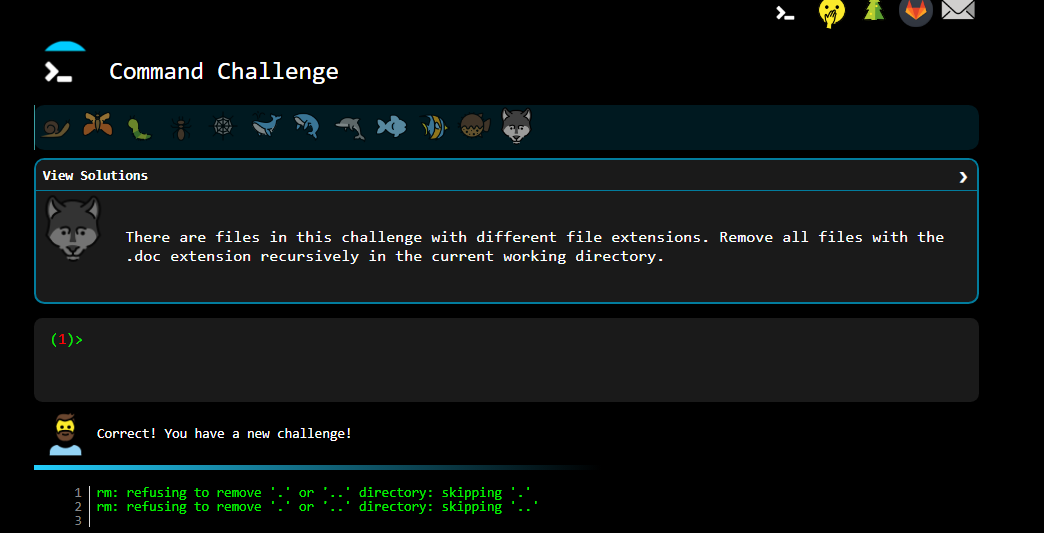 Command Challenge
View Solutions
There are files in this challenge with different file extensions. Remove all files with the
.doc extension recursively in the current working directory.
(1)>
Correct! You have a new challenge!
1 rm: refusing to remove '.' or '..' directory: skipping '.'
2 rm: refusing to remove '.' or '..' directory: skipping '..'
3